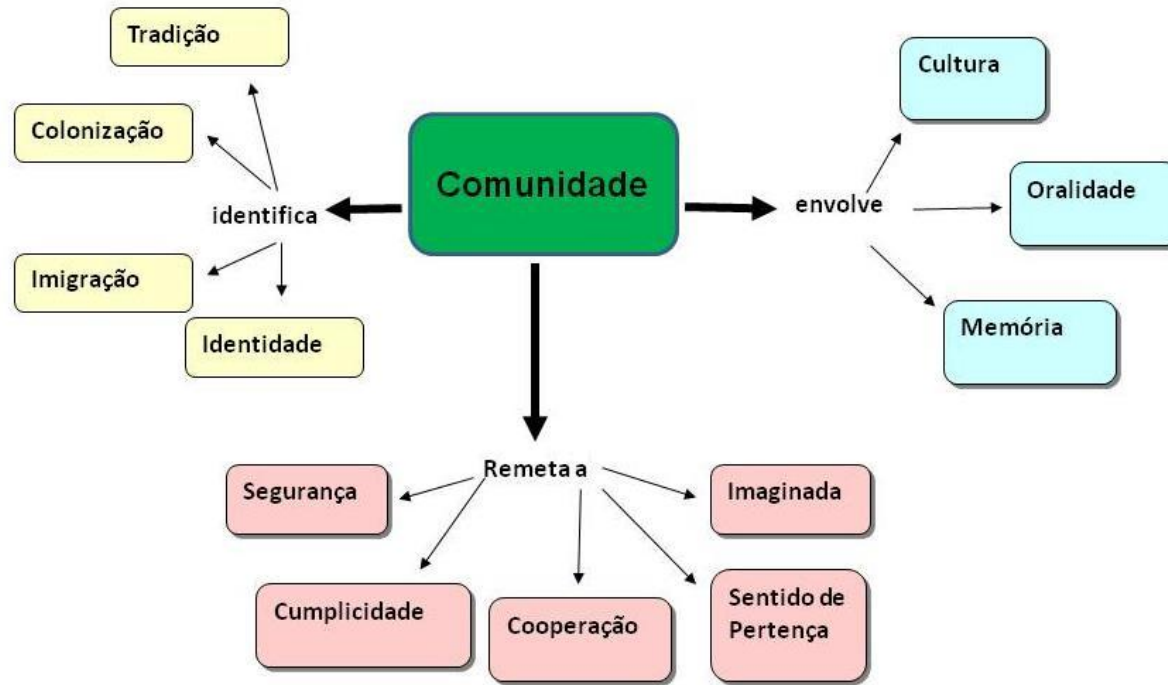 Tradição
Colonização
identifica
Imigração
Identidade
Comunidade
envolve
Cultura
Oralidade
Memória
Remeta a
Segurança
Cumplicidade
Cooperação
Sentido de
Pertença
Imaginada